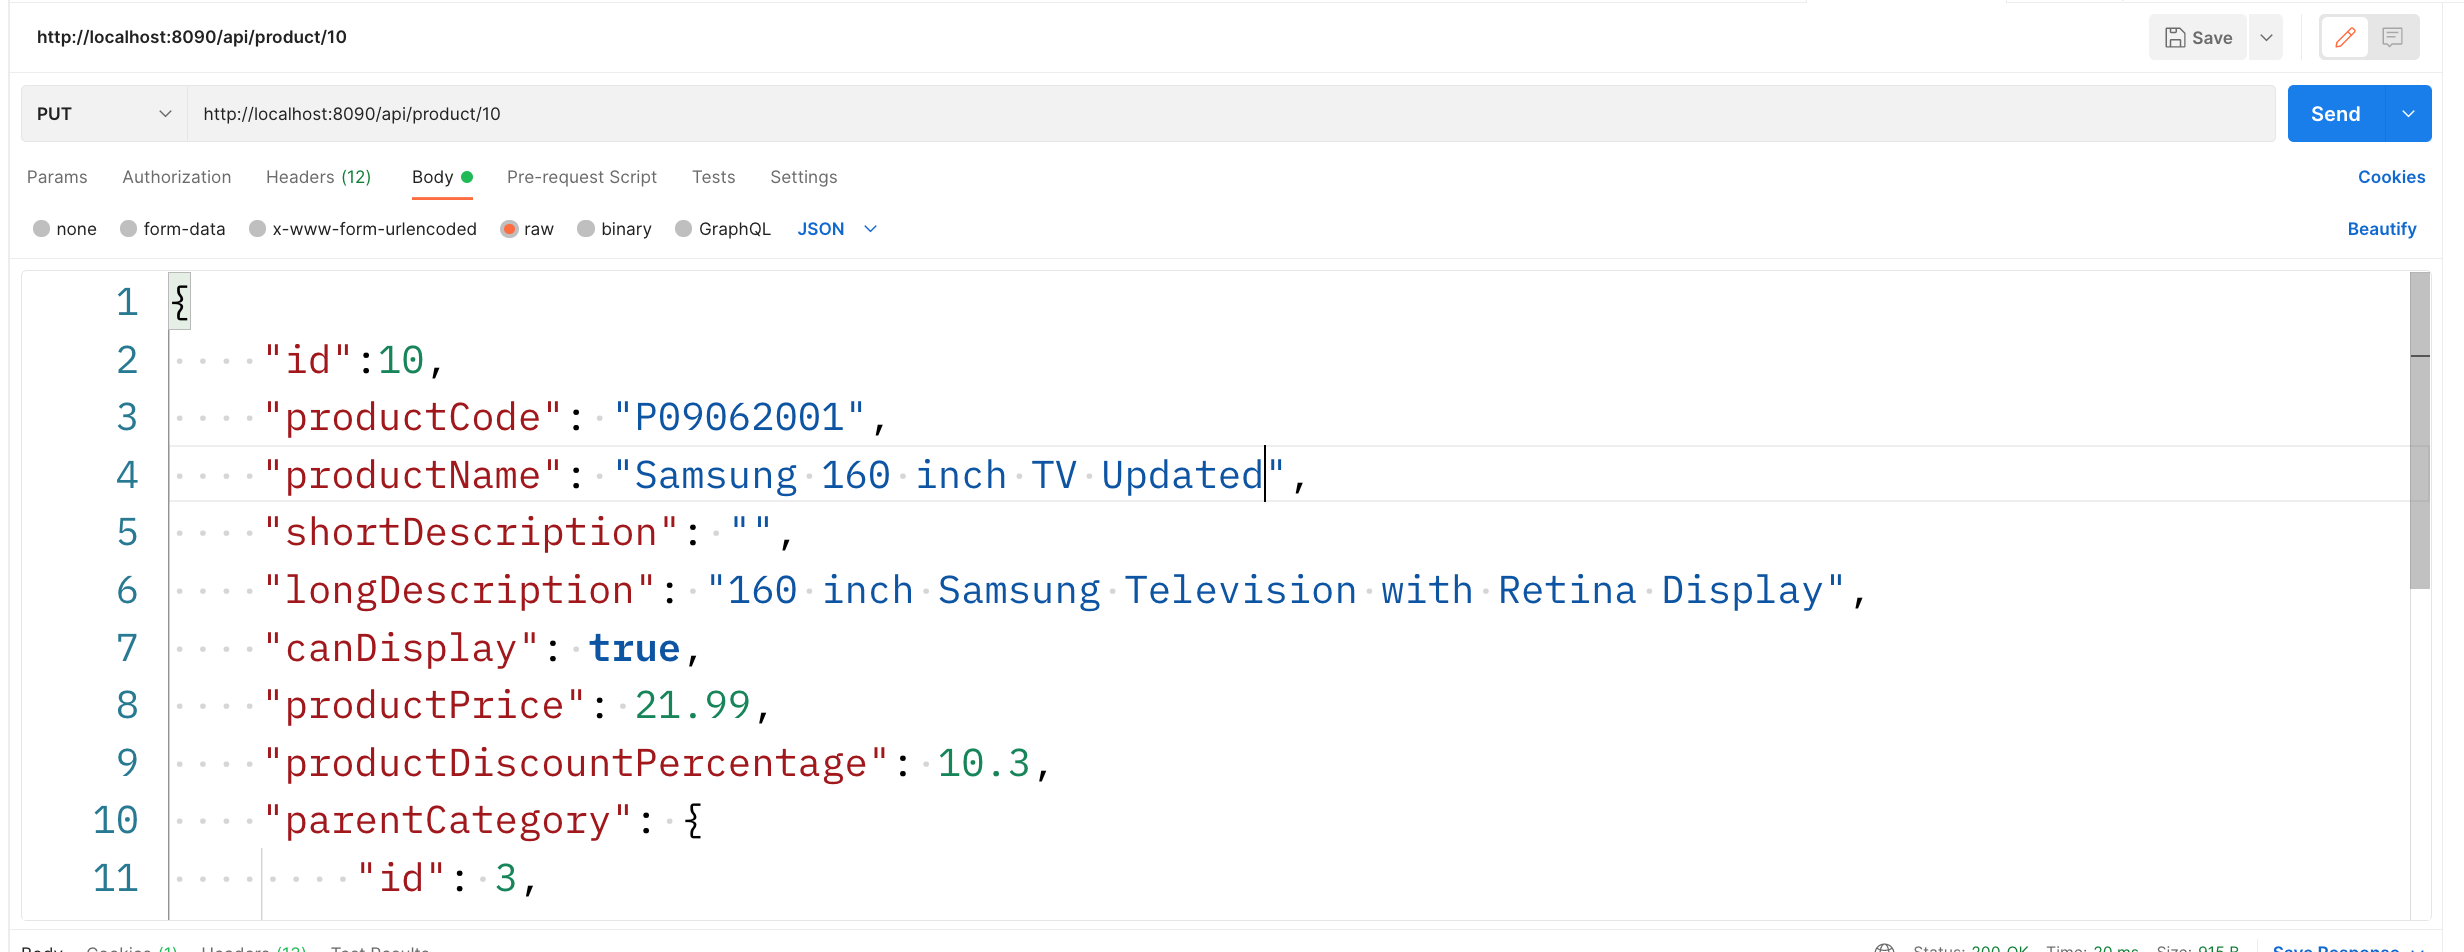 http://localhost:8090/api/product/10
Save
PUT http://localhost:8090/api/product/10 Send
Params Authorization Headers (12) Body Pre-request Script Tests Settings Cookies
none form-data x-www-form-urlencoded raw binary GraphQL JSON Beautify
1 {
2 "id":10,
3 "productCode": "P09062001",
4 "productName": "Samsung 160 inch TV Updated",
5 "shortDescription": "",
6 "longDescription": "160 inch Samsung Television with Retina Display",
7 "canDisplay": true,
8 "productPrice": 21.99,
9 "productDiscountPercentage": 10.3,
10 "parentCategory": {
11 "id": 3,
Body Cookies (1) Headers (13) Test Results Status: 200 OK Time: 20 ms Size: 915 B Save Response